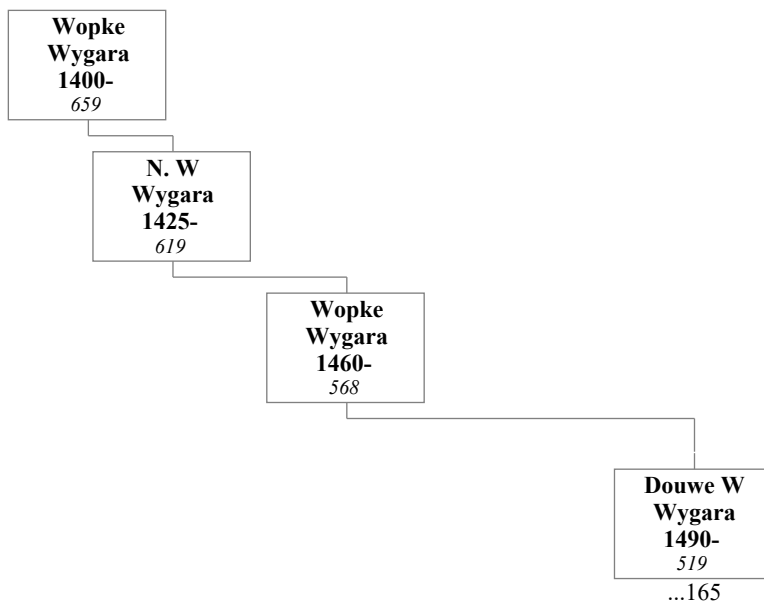 Wopke
Wygara
1400-
659
N. W
Wygara
1425-
619
Wopke
Wygara
1460-
568
Douwe W
Wygara
1490-
519
...165